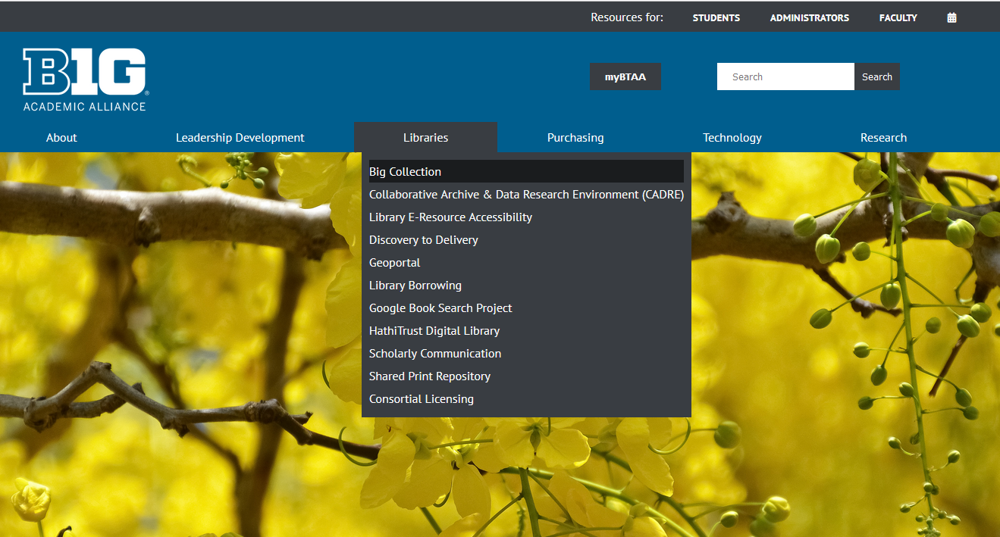 Resources for: STUDENTS ADMINISTRATORS FACULTY
B1G®
ACADEMIC ALLIANCE
myBTAA
Search Search
About Leadership Development Libraries Purchasing Technology Research
Big Collection
Collaborative Archive & Data Research Environment (CADRE)
Library E-Resource Accessibility
Discovery to Delivery
Geoportal
Library Borrowing
Google Book Search Project
HathiTrust Digital Library
Scholarly Communication
Shared Print Repository
Consortial Licensing